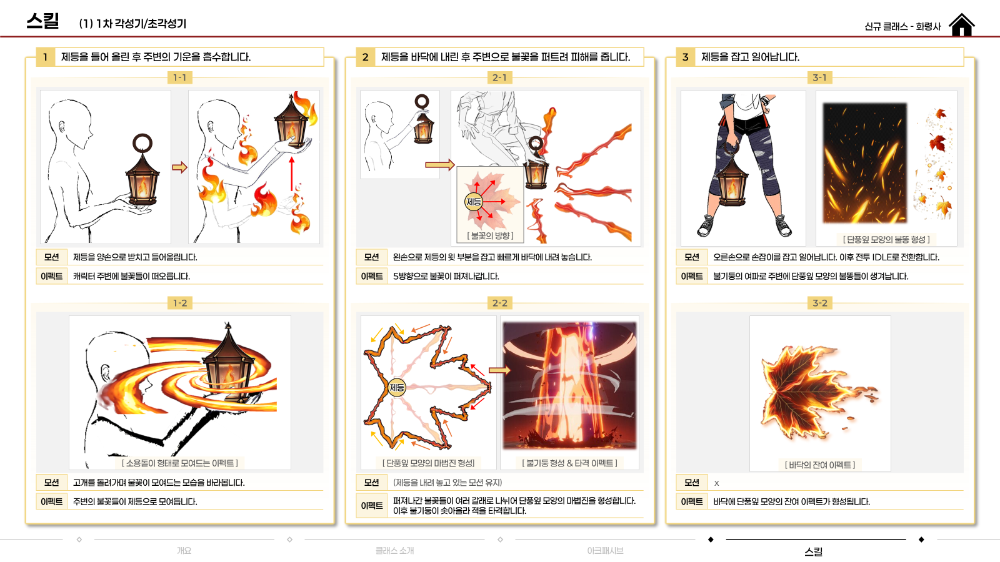 스킬
(1) 1차 각성기/초각성기
신규 클래스 - 화령사
1 제등을 들어 올린 후 주변의 기운을 흡수합니다.
1-1
모션 제등을 양손으로 받치고 들어올립니다.
이펙트 캐릭터 주변에 불꽃들이 떠오릅니다.
1-2
[ 소용돌이 형태로 모여드는 이펙트 ]
모션 고개를 돌려가며 불꽃이 모여드는 모습을 바라봅니다.
이펙트 주변의 불꽃들이 제등으로 모여듭니다.
2 제등을 바닥에 내린 후 주변으로 불꽃을 퍼트려 피해를 줍니다.
2-1
제등
[ 불꽃의 방향 ]
모션 왼손으로 제등의 윗 부분을 잡고 빠르게 바닥에 내려 놓습니다.
이펙트 5방향으로 불꽃이 퍼져나갑니다.
2-2
제등
[ 단풍잎 모양의 마법진 형성]
[ 불기둥 형성 & 타격 이펙트 ]
모션 (제등을 내려 놓고 있는 모션 유지)
이펙트 퍼져나간 불꽃들이 여러 갈래로 나뉘어 단풍잎 모양의 마법진을 형성합니다.
이후 불기둥이 솟아올라 적을 타격합니다.
3 제등을 잡고 일어납니다.
3-1
[ 단풍잎 모양의 불똥 형성 ]
모션 오른손으로 손잡이를 잡고 일어납니다. 이후 전투 IDLE로 전환합니다.
이펙트 불기둥의 여파로 주변에 단풍잎 모양의 불똥들이 생겨납니다.
3-2
[ 바닥의 잔여 이펙트 ]
모션 x
이펙트 바닥에 단풍잎 모양의 잔여 이펙트가 형성됩니다.
개요
클래스 소개
아크패시브
스킬